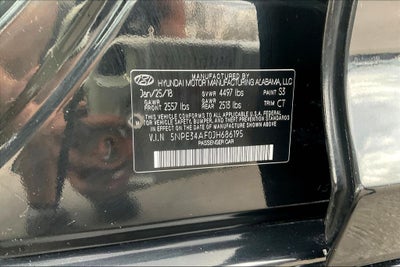 MANUFACTURED BY
HYUNDAI MOTOR MANUFACTURING ALABAMA, LLC
Jan/25/18 GVWR 4497 lbs PAINT S3
GAWR FRONT 2557 lbs GAWR REAR 2513 lbs TRIM CT
THIS VEHICLE CONFORMS TO ALL APPLICABLE
U.S.A. FEDERAL MOTOR VEHICLE SAFETY, BUMPER, AND
THEFT PREVENTION STANDARDS IN EFFECT ON
THE DATE OF MANUFACTURE SHOWN ABOVE.
V.I.N 5NPE34AF0JH686195
PASSENGER CAR